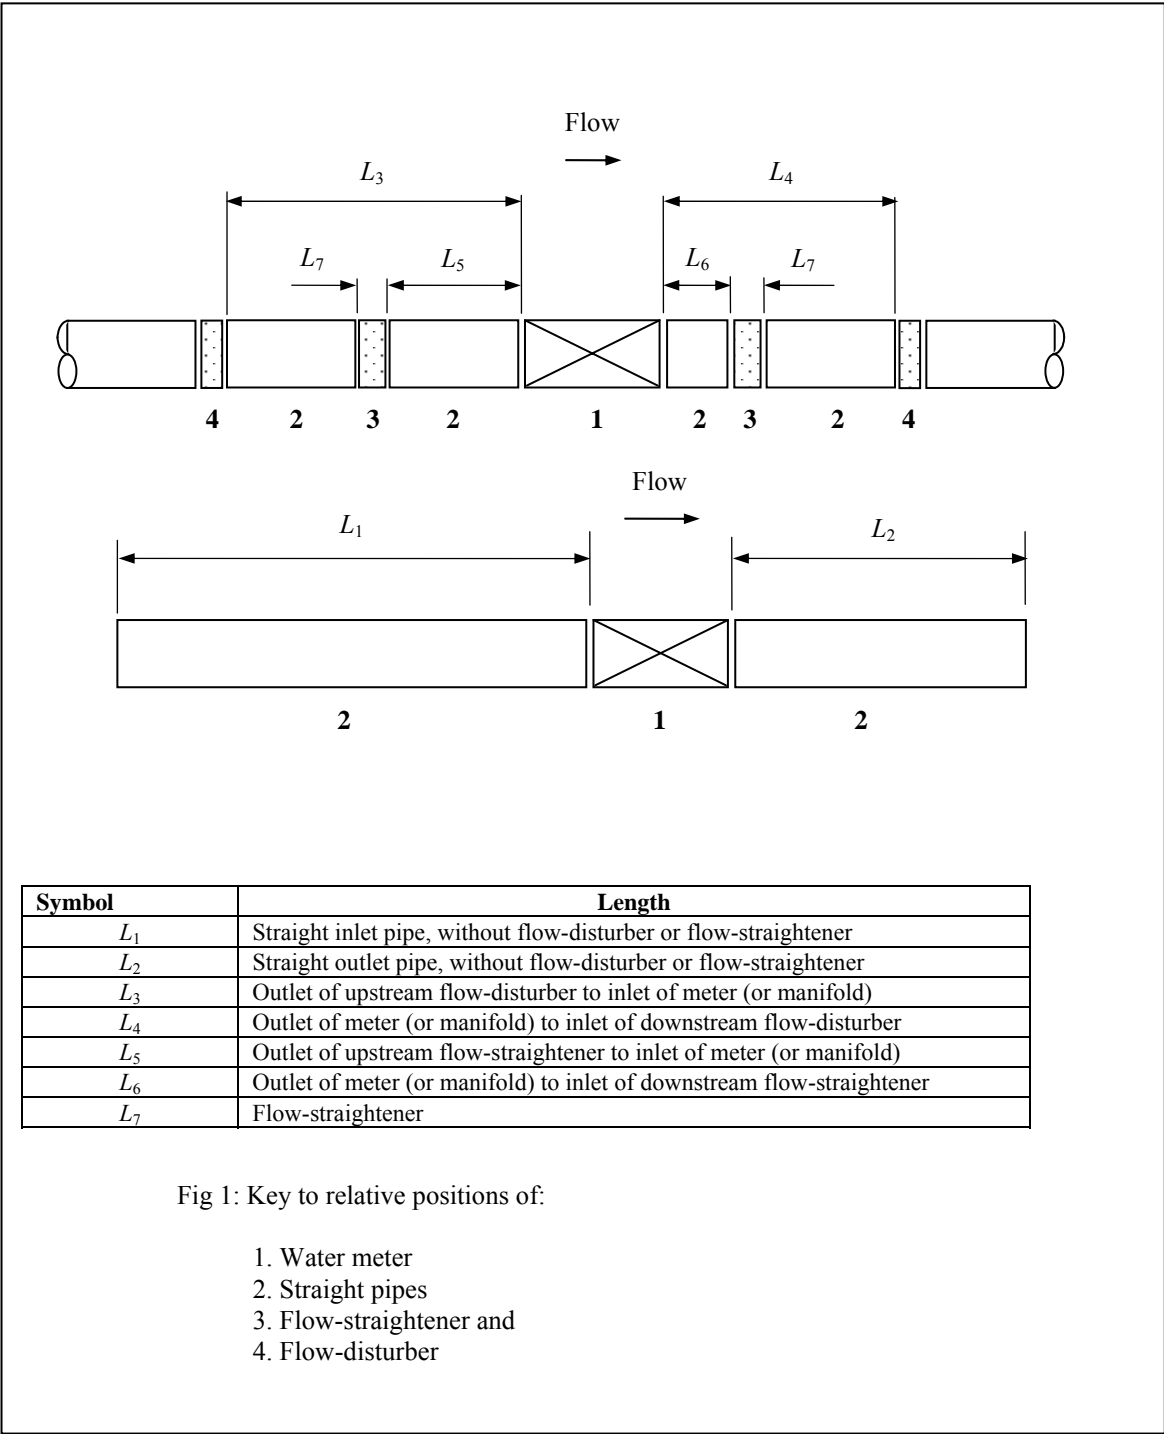 Flow
L3 L4
L7 L5 L6 L7
4 2 3 2 1 2 3 2 4
Flow
L1 L2
2 1 2
Symbol Length
L1 Straight inlet pipe, without flow-disturber or flow-straightener
L2 Straight outlet pipe, without flow-disturber or flow-straightener
L3 Outlet of upstream flow-disturber to inlet of meter (or manifold)
L4 Outlet of meter (or manifold) to inlet of downstream flow-disturber
L5 Outlet of upstream flow-straightener to inlet of meter (or manifold)
L6 Outlet of meter (or manifold) to inlet of downstream flow-straightener
L7 Flow-straightener
Fig 1: Key to relative positions of:
1. Water meter
2. Straight pipes
3. Flow-straightener and
4. Flow-disturber